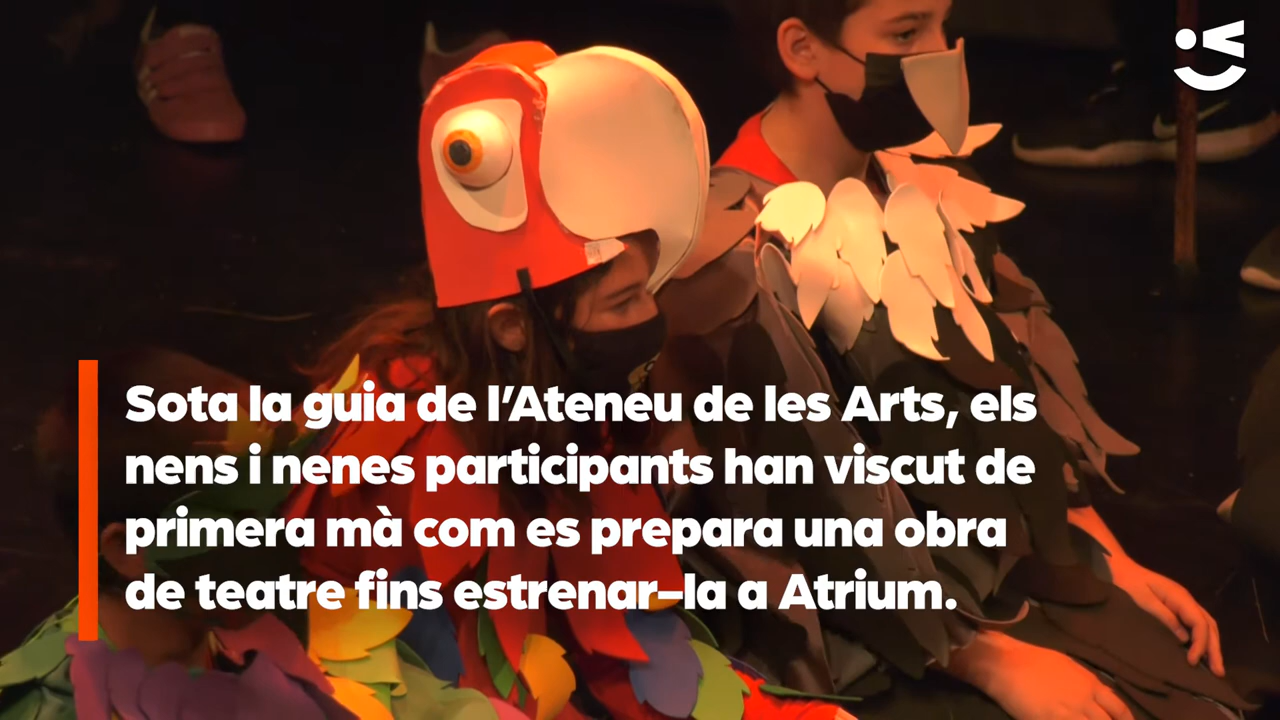 Sota la guia de l'Ateneu de les Arts, els
nens i nenes participants han viscut de
primera mà com es prepara una obra
de teatre fins estrenar-la a Atrium.